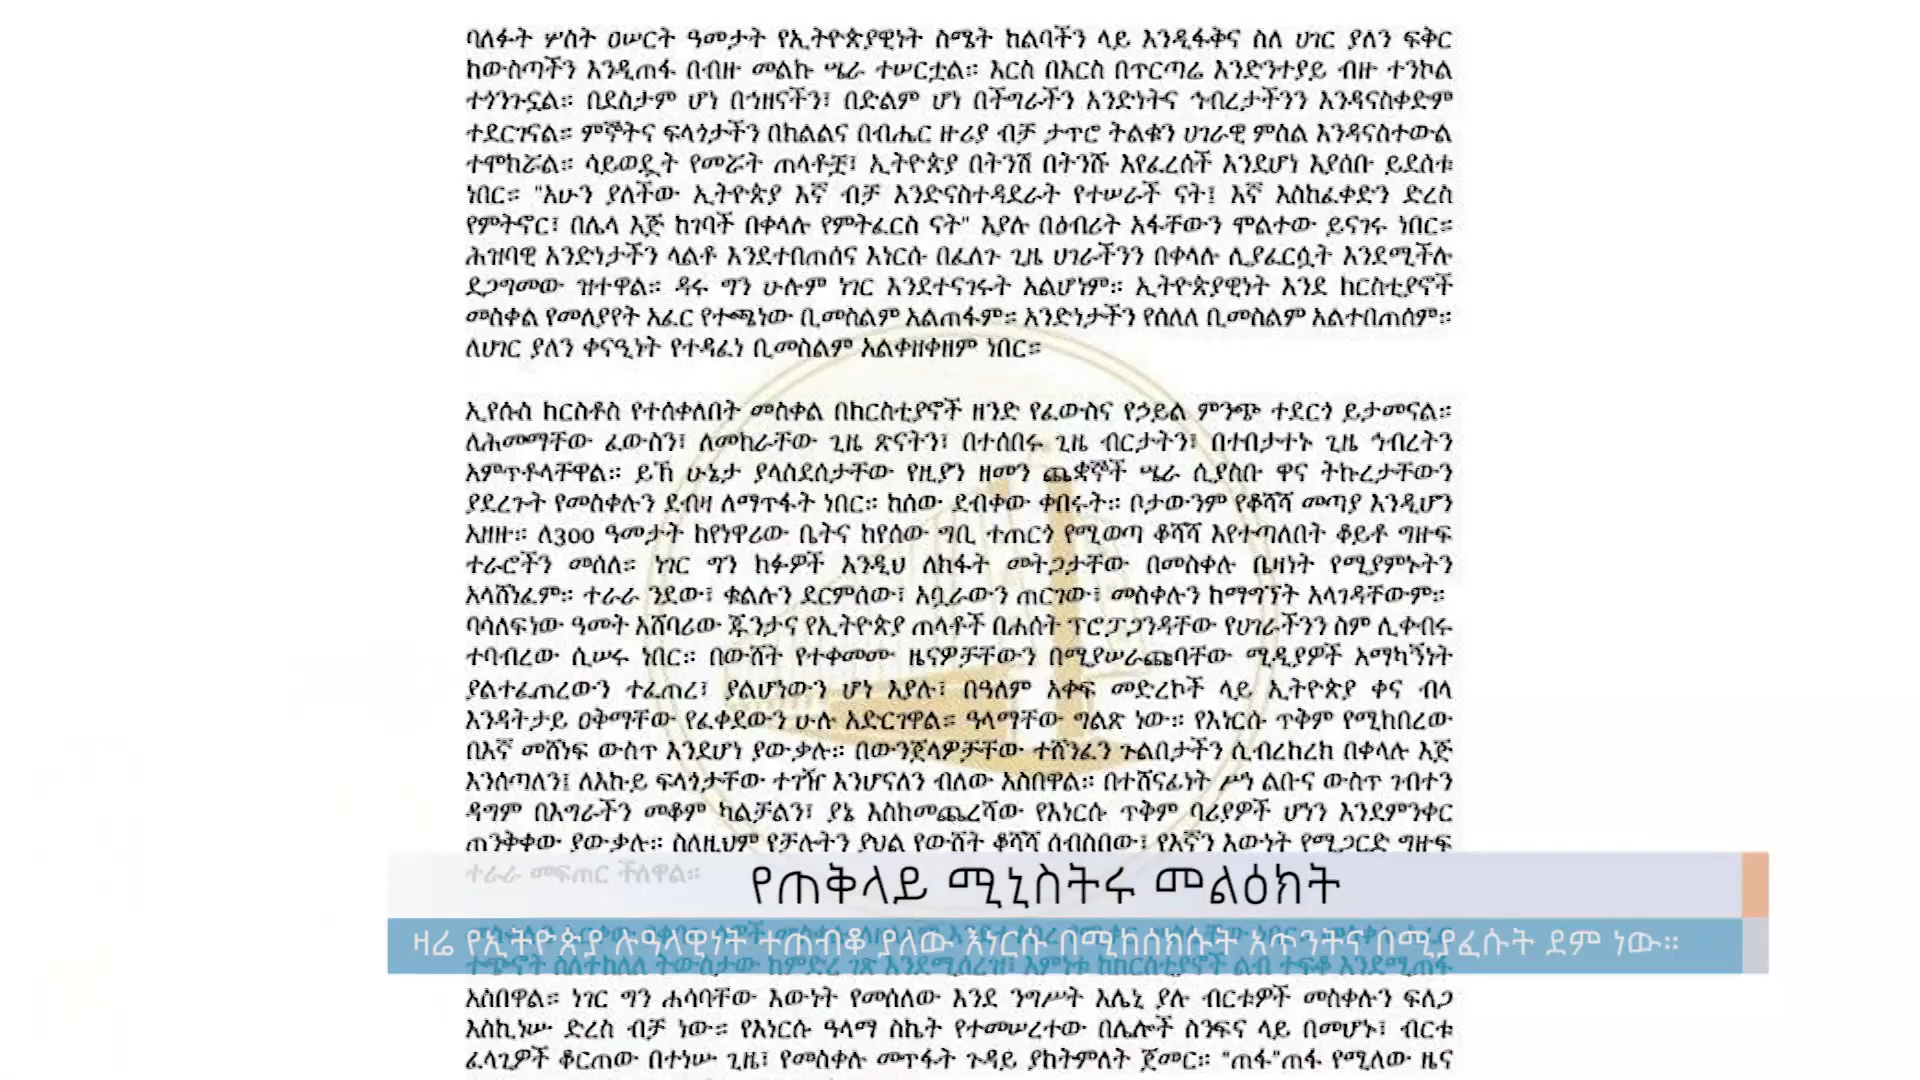 ባለፉት ሦስት ዐሠርት ዓመታት የኢትዮጵያዊነት ስሜት ከልባችን ላይ እንዲፋቅና ስለ ሀገር ያለን ፍቅር
ከውስጣችን እንዲጠፋ በብዙ መልኩ ሤራ ተሠርቷል። እርስ በእርስ በጥርጣሬ እንድንተያይ ብዙ ተንኮል
ተጎንጉኗል። በደስታም ሆነ በኀዘናችን፣ በድልም ሆነ በችግራችን አንድነትና ኅብረታችንን እንዳናስቀድም
ተደርገናል። ምኞትና ፍላጎታችን በክልልና በብሔር ዙሪያ ብቻ ታጥሮ ትልቁን ሀገራዊ ምስል እንዳናስተውል
ተሞክሯል። ሳይወዷት የመሯት ጠላቶቿ፣ ኢትዮጵያ በትንሽ በትንሹ እየፈረሰች እንደሆነ እያሰቡ ይደሰቱ
ነበር። "አሁን ያለችው ኢትዮጵያ እኛ ብቻ እንድናስተዳደራት የተሠራች ናት፤ እኛ እስከፈቀድን ድረስ
የምትኖር፣ በሌላ እጅ ከገባች በቀላሉ የምትፈርስ ናት" እያሉ በዕብሪት አፋቸውን ሞልተው ይናገሩ ነበር።
ሕዝባዊ አንድነታችን ላልቶ እንደተበጠሰና እነርሱ በፈለጉ ጊዜ ሀገራችንን በቀላሉ ሊያፈርሷት እንደሚችሉ
ደጋግመው ዝተዋል። ዳሩ ግን ሁሉም ነገር እንደተናገሩት አልሆነም። ኢትዮጵያዊነት እንደ ክርስቲያኖች
መስቀል የመለያየት አፈር የተጫነው ቢመስልም አልጠፋም። አንድነታችን የሰለለ ቢመስልም አልተበጠሰም።
ለሀገር ያለን ቀናዒነት የተዳፈነ ቢመስልም አልቀዘቀዘም ነበር።
ኢየሱስ ክርስቶስ የተሰቀለበት መስቀል በክርስቲያኖች ዘንድ የፈውስና የኃይል ምንጭ ተደርጎ ይታመናል።
ለሕመማቸው ፈውስን፣ ለመከራቸው ጊዜ ጽናትን፣ በተሰበሩ ጊዜ ብርታትን፣ በተበታተኑ ጊዜ ኅብረትን
አምጥቶላቸዋል። ይኸ ሁኔታ ያላስደሰታቸው የዚያን ዘመን ጨቋኞች ሤራ ሲያስቡ ዋና ትኩረታቸውን
ያደረጉት የመስቀሉን ደብዛ ለማጥፋት ነበር። ከሰው ደብቀው ቀበሩት። ቦታውንም የቆሻሻ መጣያ እንዲሆን
አዘዙ። ለ300 ዓመታት ከየነዋሪው ቤትና ከየሰው ግቢ ተጠርጎ የሚወጣ ቆሻሻ እየተጣለበት ቆይቶ ግዙፍ
ተራሮችን መሰለ። ነገር ግን ክፉዎች እንዲህ ለክፋት መትጋታቸው በመስቀሉ ቤዛነት የሚያምኑትን
አላሸነፈም። ተራራ ንደው፣ ቁልሉን ደርምሰው፣ አቧራውን ጠርገው፣ መስቀሉን ከማግኘት አላገዳቸውም።
ባሳለፍነው ዓመት አሸባሪው ጁንታና የኢትዮጵያ ጠላቶች በሐሰት ፕሮፓጋንዳቸው የሀገራችንን ስም ሊቀብሩ
ተባብረው ሲሠሩ ነበር። በውሸት የተቀመሙ ዜናዎቻቸውን በሚያሠራጩባቸው ሚዲያዎች አማካኝነት
ያልተፈጠረውን ተፈጠረ፣ ያልሆነውን ሆነ እያሉ፣ በዓለም አቀፍ መድረኮች ላይ ኢትዮጵያ ቀና ብላ
እንዳትታይ ዐቅማቸው የፈቀደውን ሁሉ አድርገዋል። ዓላማቸው ግልጽ ነው። የእነርሱ ጥቅም የሚከበረው
በእኛ መሸነፍ ውስጥ እንደሆነ ያውቃሉ። በውንጀላዎቻቸው ተሸንፈን ጉልበታችን ሲብረከረክ በቀላሉ እጅ
እንሰጣለን፤ ለእኩይ ፍላጎታቸው ተገዥ እንሆናለን ብለው አስበዋል። በተሸናፊነት ሥነ ልቡና ውስጥ ገብተን
ዳግም በእግራችን መቆም ካልቻልን፣ ያኔ እስከመጨረሻው የእነርሱ ጥቅም ባሪያዎች ሆነን እንደምንቀር
ጠንቅቀው ያውቃሉ። ስለዚህም የቻሉትን ያህል የውሸት ቆሻሻ ሰብስበው፣ የእኛን እውነት የሚጋርድ ግዙፍ
ተራራ መፍጠር ችለዋል።
የጠቅላይ ሚኒስትሩ መልዕክት
ዛሬ የኢትዮጵያ ሉዓላዊነት ተጠብቆ ያለው እነርሱ በሚከሰክሱት አጥንትና በሚያፈሱት ደም ነው።
አስበዋል። ነገር ግን ሐሳባቸው እውነት የመሰለው እንደ ንግሥት እሌኒ ያሉ ብርቱዎች መስቀሉን ፍለጋ
እስኪነሡ ድረስ ብቻ ነው። የእነርሱ ዓላማ ስኬት የተመሠረተው በሌሎች ስንፍና ላይ በመሆኑ፣ ብርቱ
ፈላጊዎች ቆርጠው በተነሡ ጊዜ፣ የመስቀሉ መጥፋት ጉዳይ ያከትምለት ጀመር። "ጠፋ"ጠፋ የሚለው ዜና